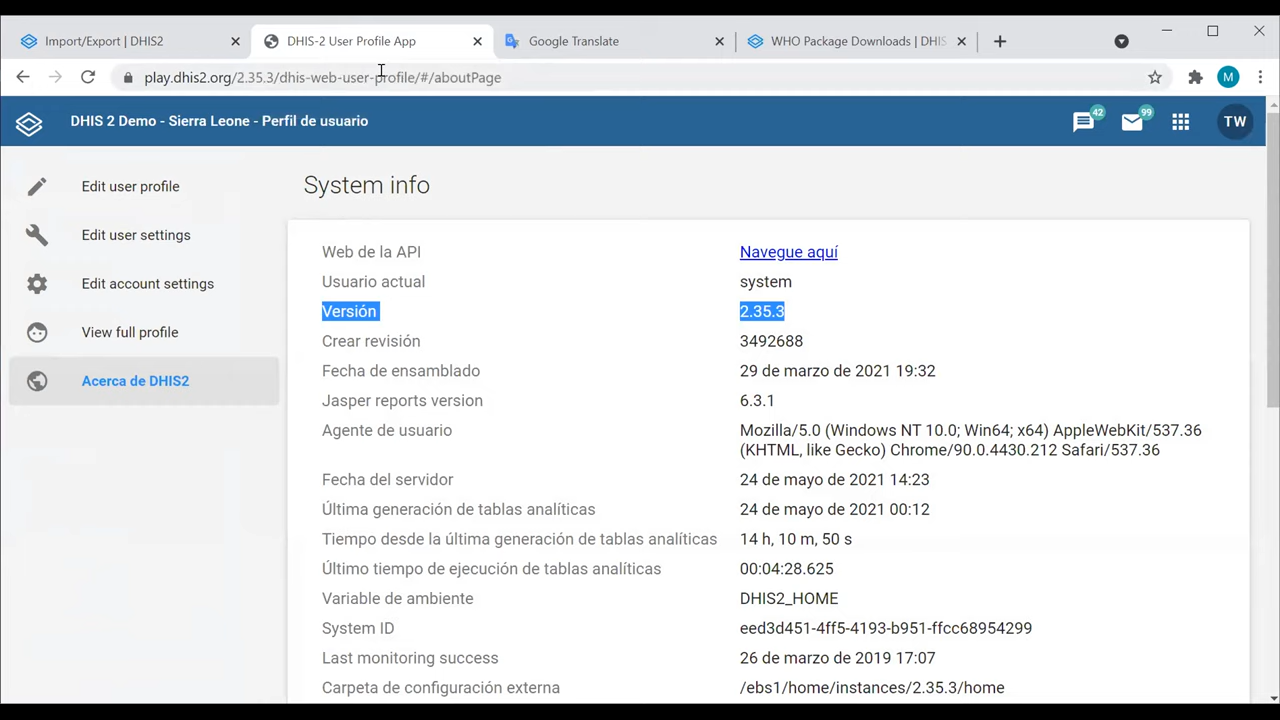 Import/Export | DHIS2
DHIS-2 User Profile App
Google Translate
WHO Package Downloads | DHIS
play.dhis2.org/2.35.3/dhis-web-user-profile/#/aboutPage
M
DHIS 2 Demo - Sierra Leone - Perfil de usuario
42
99
TW
Edit user profile
Edit user settings
Edit account settings
View full profile
Acerca de DHIS2
System info
Web de la API Navegue aquí
Usuario actual system
Versión 2.35.3
Crear revisión 3492688
Fecha de ensamblado 29 de marzo de 2021 19:32
Jasper reports version 6.3.1
Agente de usuario Mozilla/5.0 (Windows NT 10.0; Win64; x64) AppleWebKit/537.36
(KHTML, like Gecko) Chrome/90.0.4430.212 Safari/537.36
Fecha del servidor 24 de mayo de 2021 14:23
Última generación de tablas analíticas 24 de mayo de 2021 00:12
Tiempo desde la última generación de tablas analíticas 14 h, 10 m, 50 s
Último tiempo de ejecución de tablas analíticas 00:04:28.625
Variable de ambiente DHIS2_HOME
System ID eed3d451-4ff5-4193-b951-ffcc68954299
Last monitoring success 26 de marzo de 2019 17:07
Carpeta de configuración externa /ebs1/home/instances/2.35.3/home